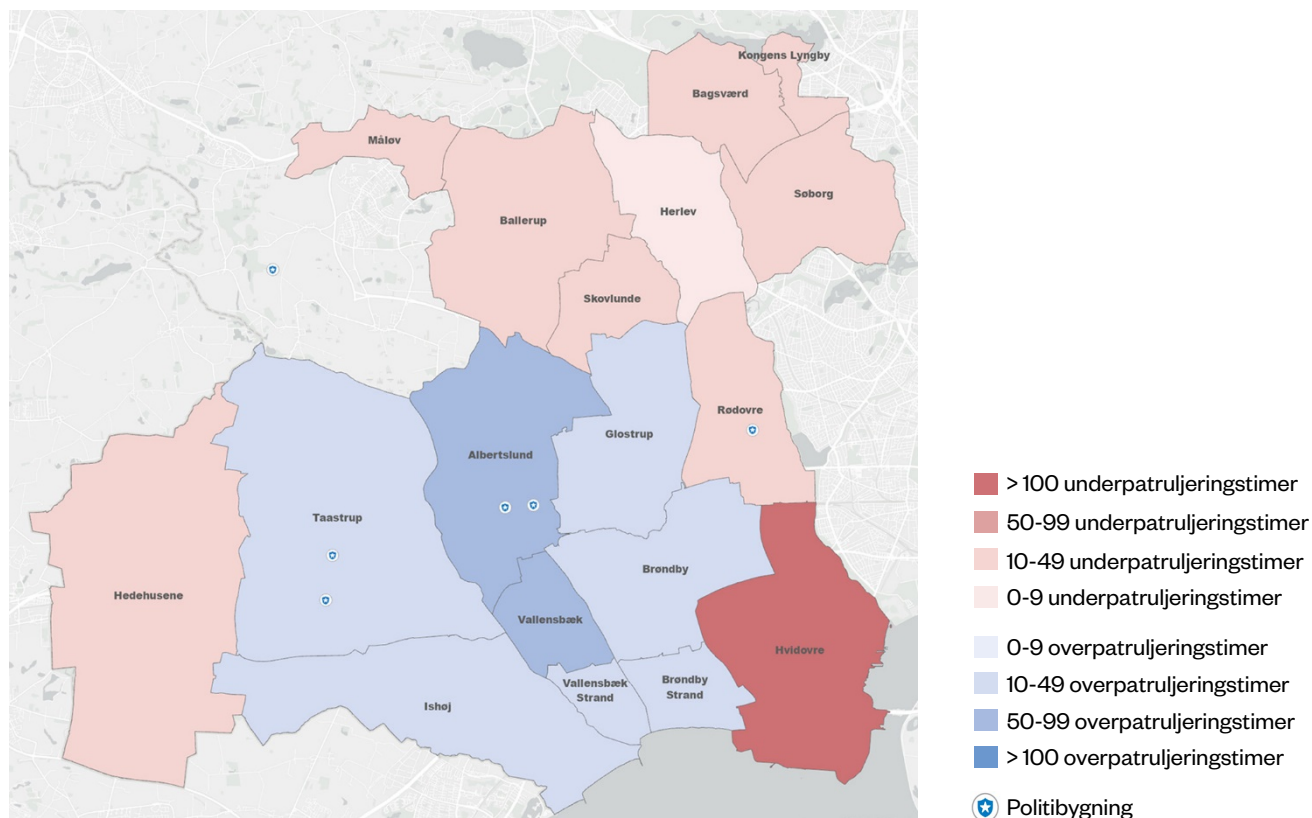 Kongens Lyngby
Bagsværd
Måløv
Søborg
Herlev
Ballerup
Skovlunde
Rødovre
Glostrup
Albertslund
Taastrup
Brøndby
Hedehusene
Vallensbæk
Hvidovre
Vallensbæk
Strand
Brøndby
Strand
Ishøj
> 100 underpatruljeringstimer
50-99 underpatruljeringstimer
10-49 underpatruljeringstimer
0-9 underpatruljeringstimer
0-9 overpatruljeringstimer
10-49 overpatruljeringstimer
50-99 overpatruljeringstimer
> 100 overpatruljeringstimer
Politibygning